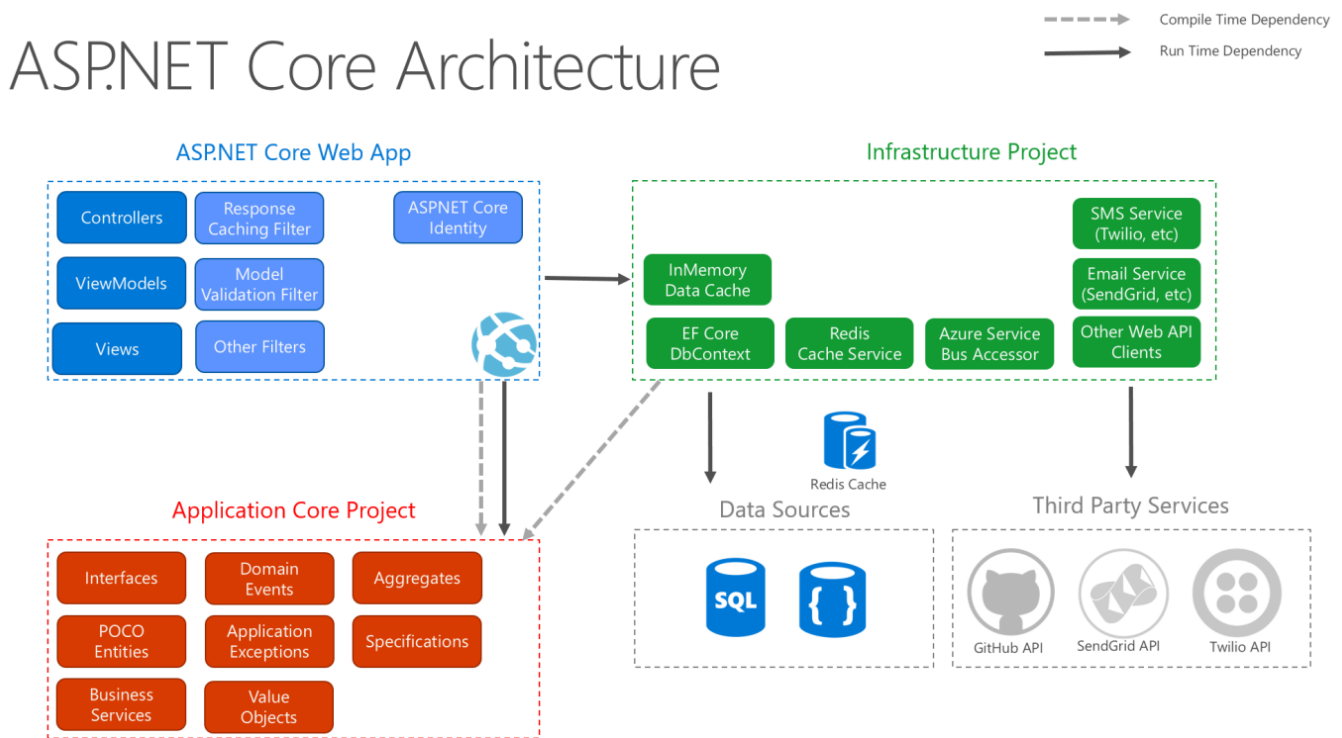 Compile Time Dependency
Run Time Dependency
ASP.NET Core Architecture
ASP.NET Core Web App
Controllers
Response
Caching Filter
ASPNET Core
Identity
ViewModels
Model
Validation Filter
Views
Other Filters
Infrastructure Project
SMS Service
(Twilio, etc)
InMemory
Data Cache
Email Service
(SendGrid, etc)
EF Core
DbContext
Redis
Cache Service
Azure Service
Bus Accessor
Other Web API
Clients
Redis Cache
Application Core Project
Interfaces
Domain
Events
Aggregates
POCO
Entities
Application
Exceptions
Specifications
Business
Services
Value
Objects
Data Sources
SQL
{ }
Third Party Services
GitHub API
SendGrid API
Twilio API